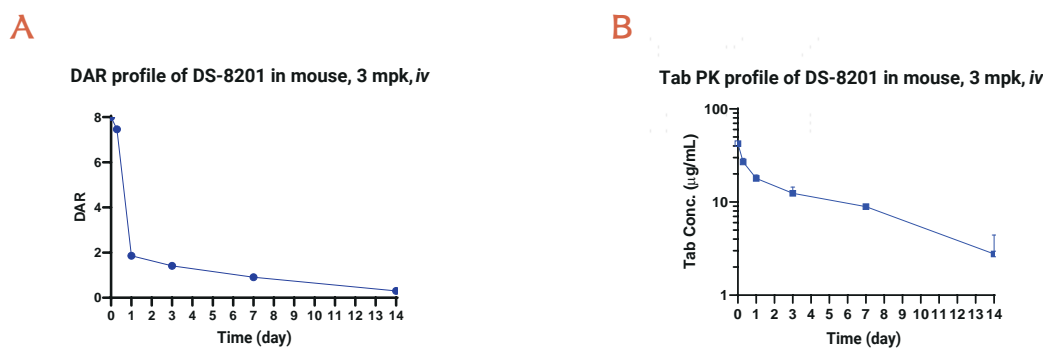 A
DAR profile of DS-8201 in mouse, 3 mpk, iv
8
6
4
2
0
DAR
0 1 2 3 4 5 6 7 8 9 10 11 12 13 14
Time (day)
B
Tab PK profile of DS-8201 in mouse, 3 mpk, iv
100
10
1
Tab Conc. (μg/mL)
0 1 2 3 4 5 6 7 8 9 10 11 12 13 14
Time (day)